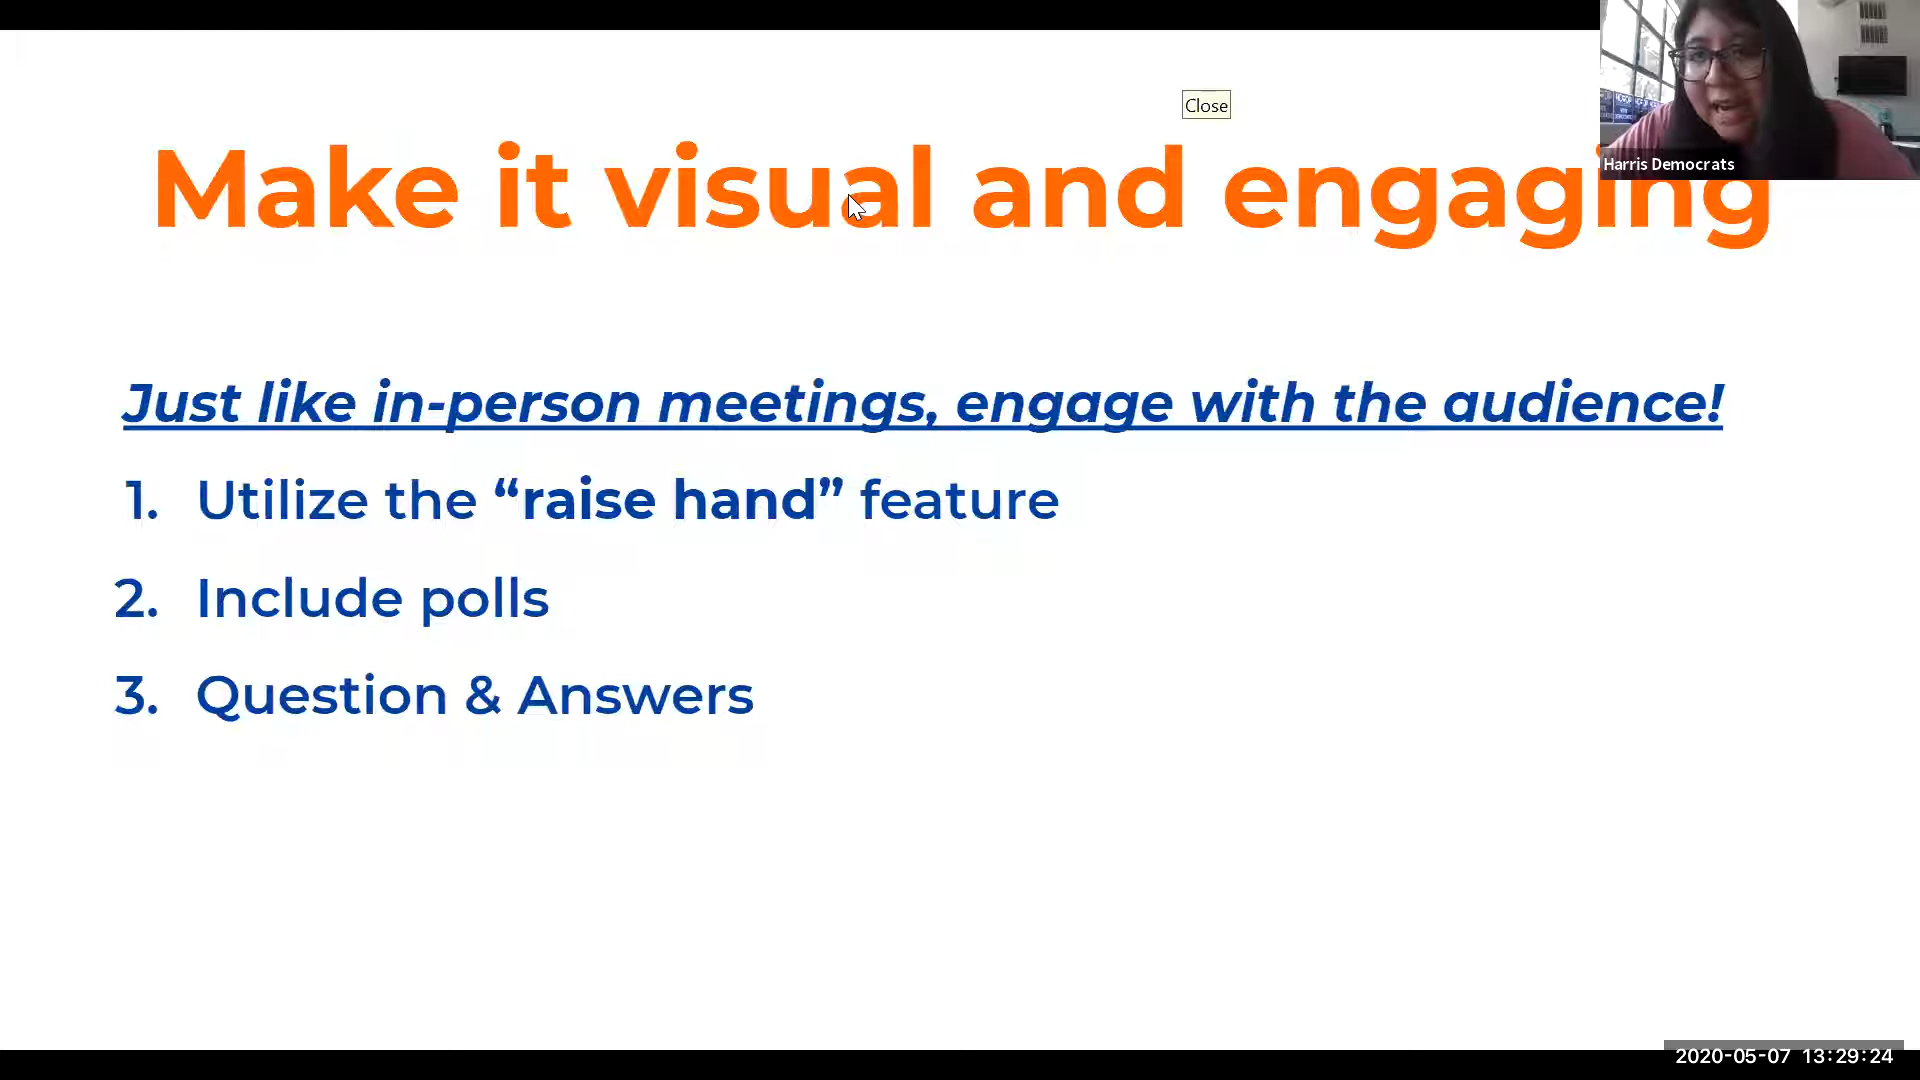 Close
Harris Democrats
Make it visual and engaging
Just like in-person meetings, engage with the audience!
1. Utilize the “raise hand” feature
2. Include polls
3. Question & Answers
2020-05-07 13:29:24